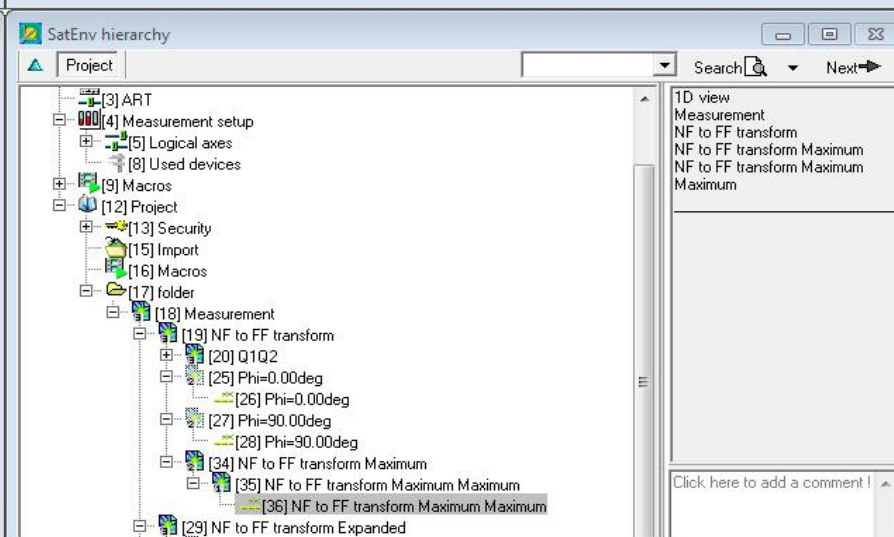 SatEnv hierarchy
Project
Search
Next
[3] ART
[4] Measurement setup
[5] Logical axes
[8] Used devices
[9] Macros
[12] Project
[13] Security
[15] Import
[16] Macros
[17] folder
[18] Measurement
[19] NF to FF transform
[20] Q1Q2
[25] Phi=0.00deg
[26] Phi=0.00deg
[27] Phi=90.00deg
[28] Phi=90.00deg
[34] NF to FF transform Maximum
[35] NF to FF transform Maximum Maximum
[36] NF to FF transform Maximum Maximum
[29] NF to FF transform Expanded
1D view
Measurement
NF to FF transform
NF to FF transform Maximum
NF to FF transform Maximum
Maximum
Click here to add a comment !